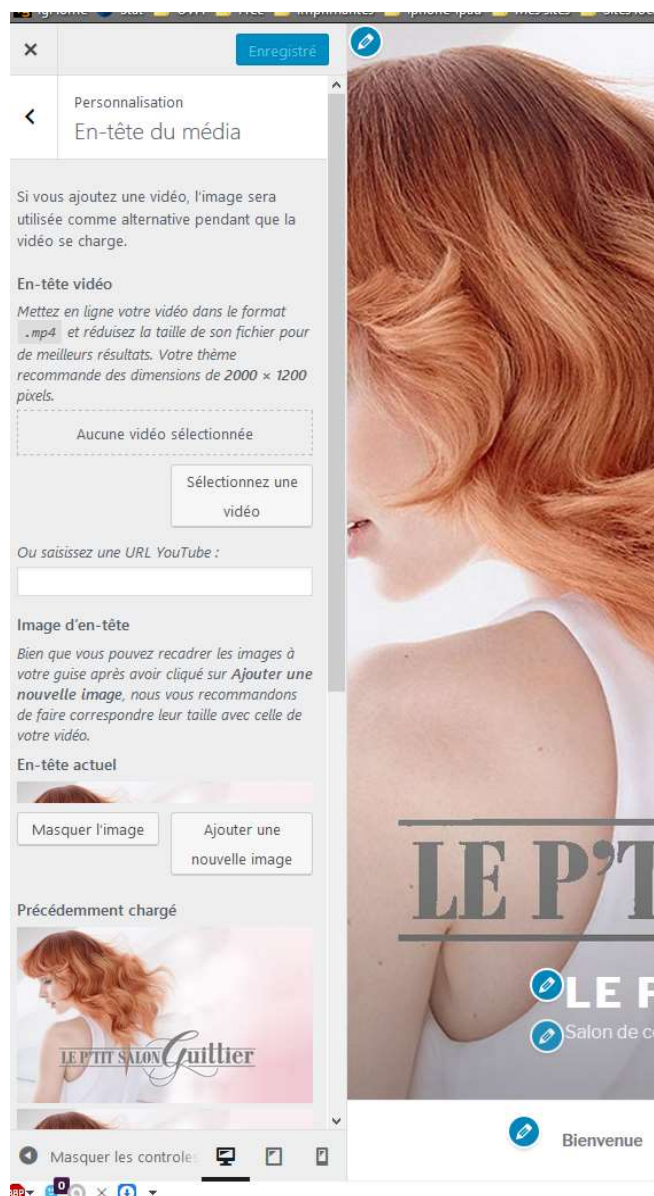 Enregistré
Personnalisation
En-tête du média
Si vous ajoutez une vidéo, l'image sera
utilisée comme alternative pendant que la
vidéo se charge.
En-tête vidéo
Mettez en ligne votre vidéo dans le format
.mp4 et réduisez la taille de son fichier pour
de meilleurs résultats. Votre thème
recommande des dimensions de 2000 × 1200
pixels.
Aucune vidéo sélectionnée
Sélectionnez une
vidéo
Ou saisissez une URL YouTube :
Image d'en-tête
Bien que vous pouvez recadrer les images à
votre guise après avoir cliqué sur Ajouter une
nouvelle image, nous vous recommandons
de faire correspondre leur taille avec celle de
votre vidéo.
En-tête actuel
Masquer l'image
Ajouter une
nouvelle image
Précédemment chargé
LE P'TIT SALON Guittier
Masquer les controles
0
LE P'T
LE P
Salon de c
Bienvenue